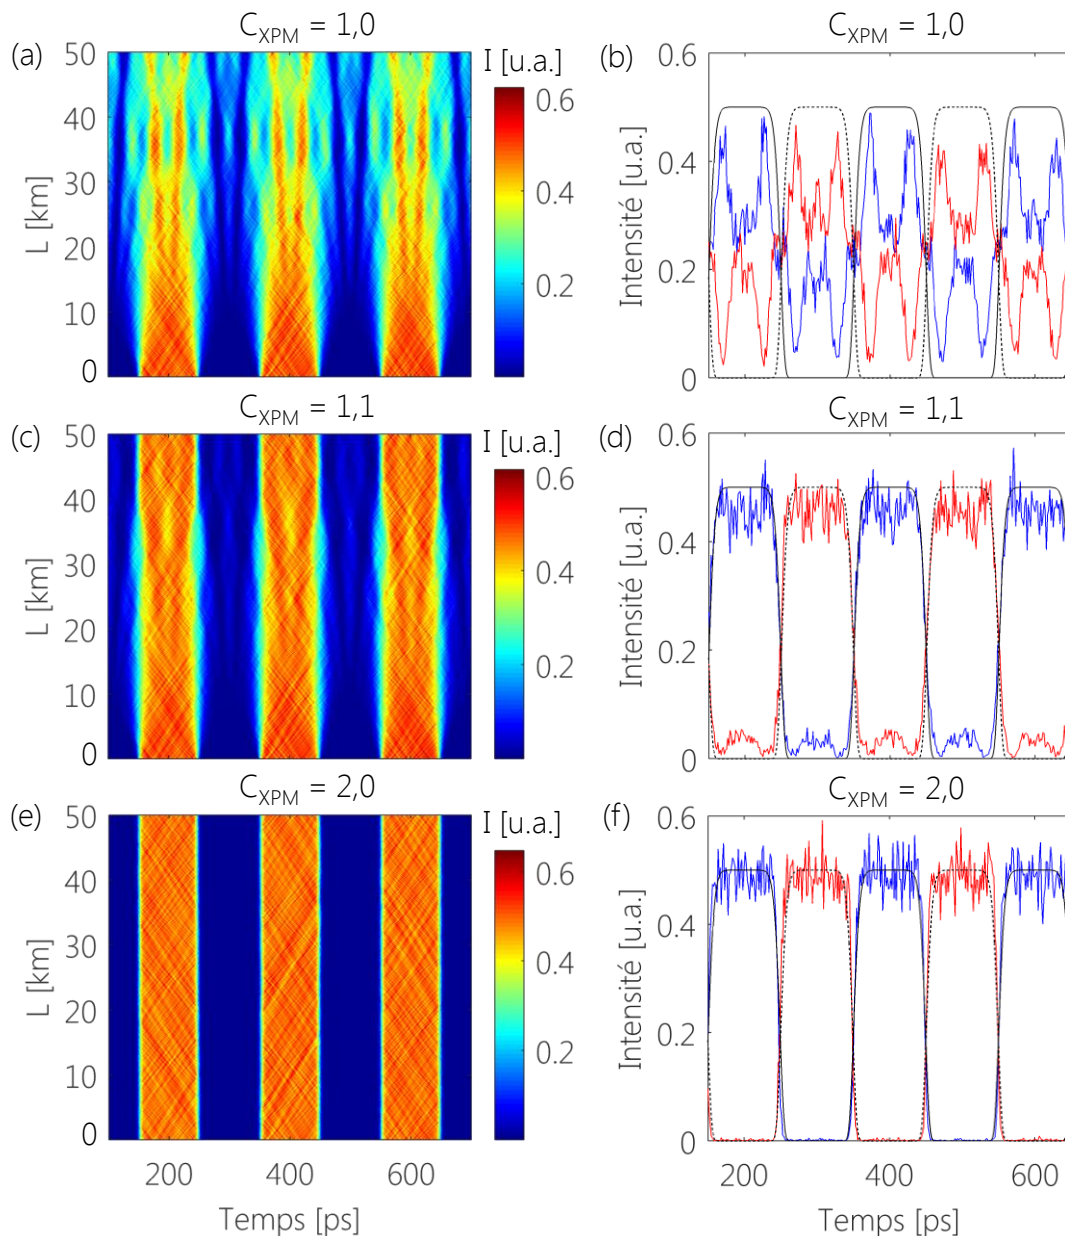 C_XPM = 1,0
(a)
50
40
30
20
10
0
L [km]
I [u.a.]
0.6
0.4
0.2
C_XPM = 1,0
(b)
0.6
0.4
0.2
0
Intensité [u.a.]
C_XPM = 1,1
(c)
50
40
30
20
10
0
L [km]
I [u.a.]
0.6
0.4
0.2
C_XPM = 1,1
(d)
0.6
0.4
0.2
0
Intensité [u.a.]
C_XPM = 2,0
(e)
50
40
30
20
10
0
L [km]
I [u.a.]
0.6
0.4
0.2
200 400 600
Temps [ps]
C_XPM = 2,0
(f)
0.6
0.4
0.2
0
Intensité [u.a.]
200 400 600
Temps [ps]